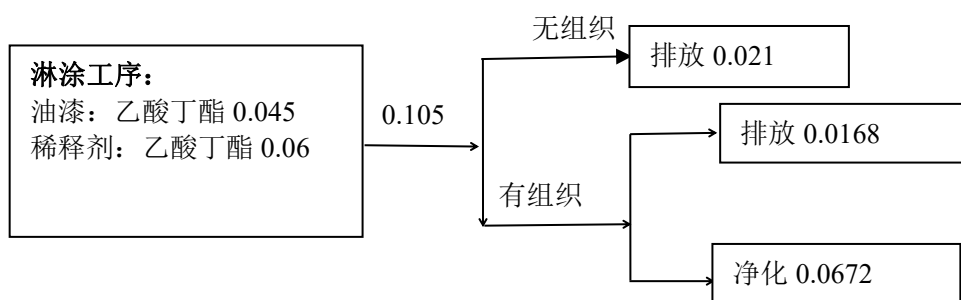 淋涂工序：
油漆：乙酸丁酯 0.045
稀释剂：乙酸丁酯 0.06
0.105
无组织
排放 0.021
有组织
排放 0.0168
净化 0.0672